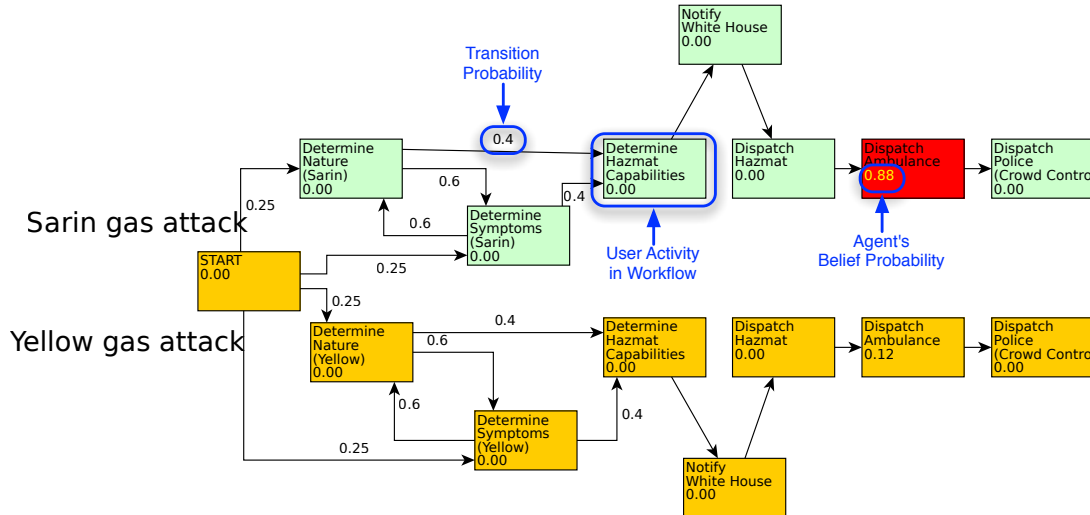 Notify
White House
0.00
Transition
Probability
0.4
Determine
Nature
(Sarin)
0.00
Determine
Hazmat
Capabilities
0.00
Dispatch
Hazmat
0.00
Dispatch
Ambulance
0.88
Dispatch
Police
(Crowd Contro
0.00
0.6
0.4
0.25
Determine
Symptoms
(Sarin)
0.00
0.6
Sarin gas attack
User Activity
in Workflow
Agent's
Belief Probability
START
0.00
0.25
0.25
Yellow gas attack
Determine
Nature
(Yellow)
0.00
0.4
0.6
Determine
Hazmat
Capabilities
0.00
Dispatch
Hazmat
0.00
Dispatch
Ambulance
0.12
Dispatch
Police
(Crowd Contro
0.00
0.6
0.4
Determine
Symptoms
(Yellow)
0.00
0.25
Notify
White House
0.00